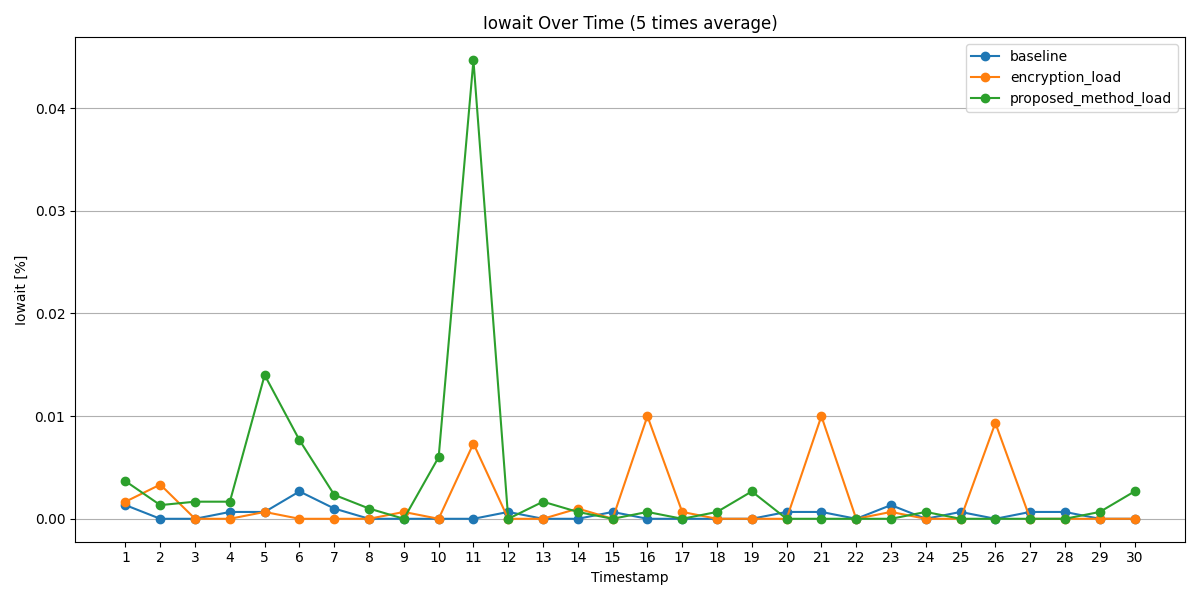 Iowait Over Time (5 times average)
baseline
encryption_load
proposed_method_load
Iowait [%]
0.04
0.03
0.02
0.01
0.00
1 2 3 4 5 6 7 8 9 10 11 12 13 14 15 16 17 18 19 20 21 22 23 24 25 26 27 28 29 30
Timestamp